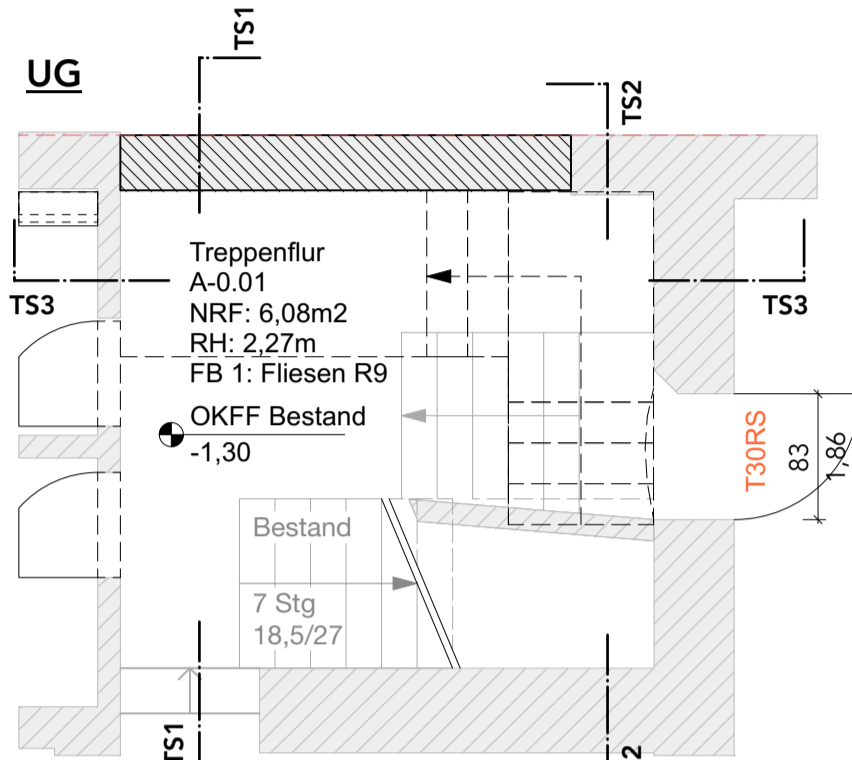 UG
TS1
TS2
Treppenflur
A-0.01
NRF: 6,08m2
RH: 2,27m
FB 1: Fliesen R9
TS3
TS3
OKFF Bestand
-1,30
T30RS
83
1,86
Bestand
7 Stg
18,5/27
TS1
2